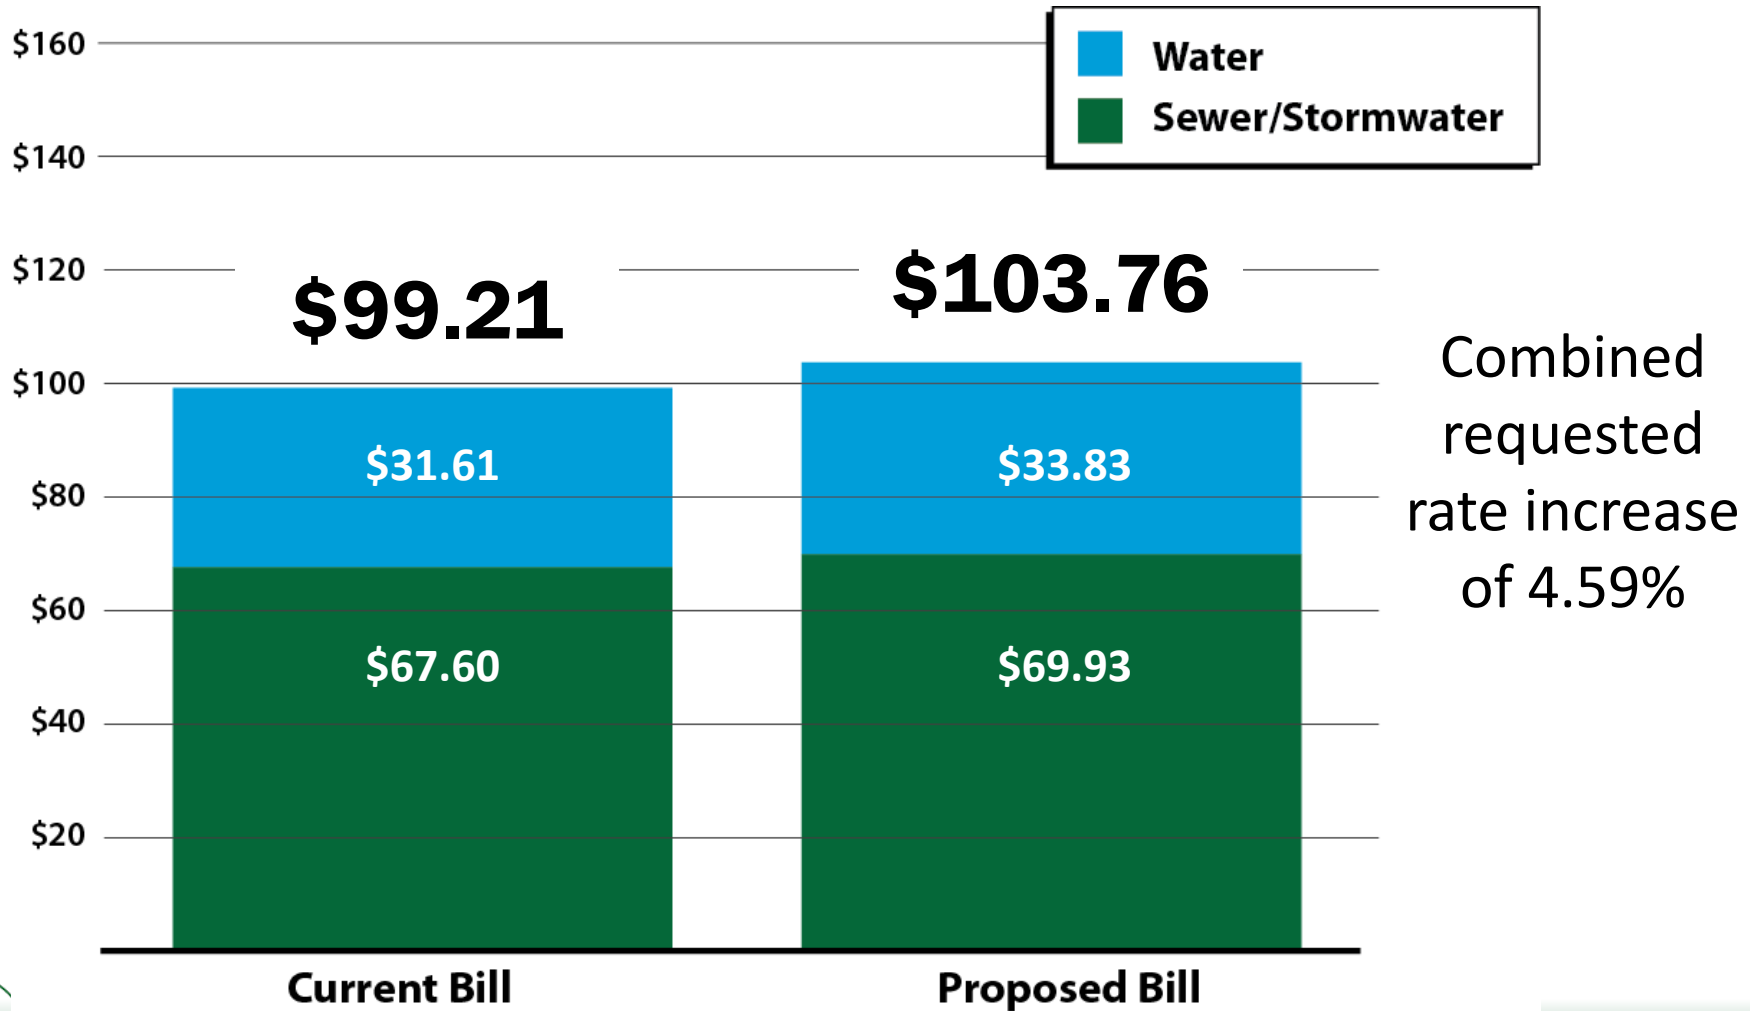 $160
$140
$120
$100
$80
$60
$40
$20
Water
Sewer/Stormwater
$99.21
$103.76
$31.61
$33.83
$67.60
$69.93
Current Bill
Proposed Bill
Combined
requested
rate increase
of 4.59%